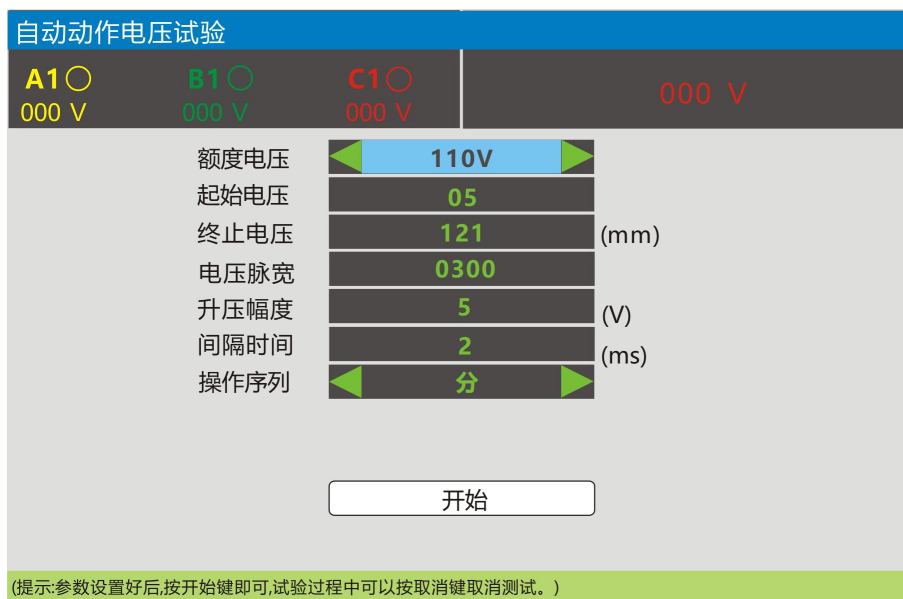 自动动作电压试验
A1 B1 C1
000 V 000 V 000 V 000 V
额度电压 110V
起始电压 05
终止电压 121 (mm)
电压脉宽 0300
升压幅度 5 (V)
间隔时间 2 (ms)
操作序列 分
开始
(提示:参数设置好后,按开始键即可,试验过程中可以按取消键取消测试。)